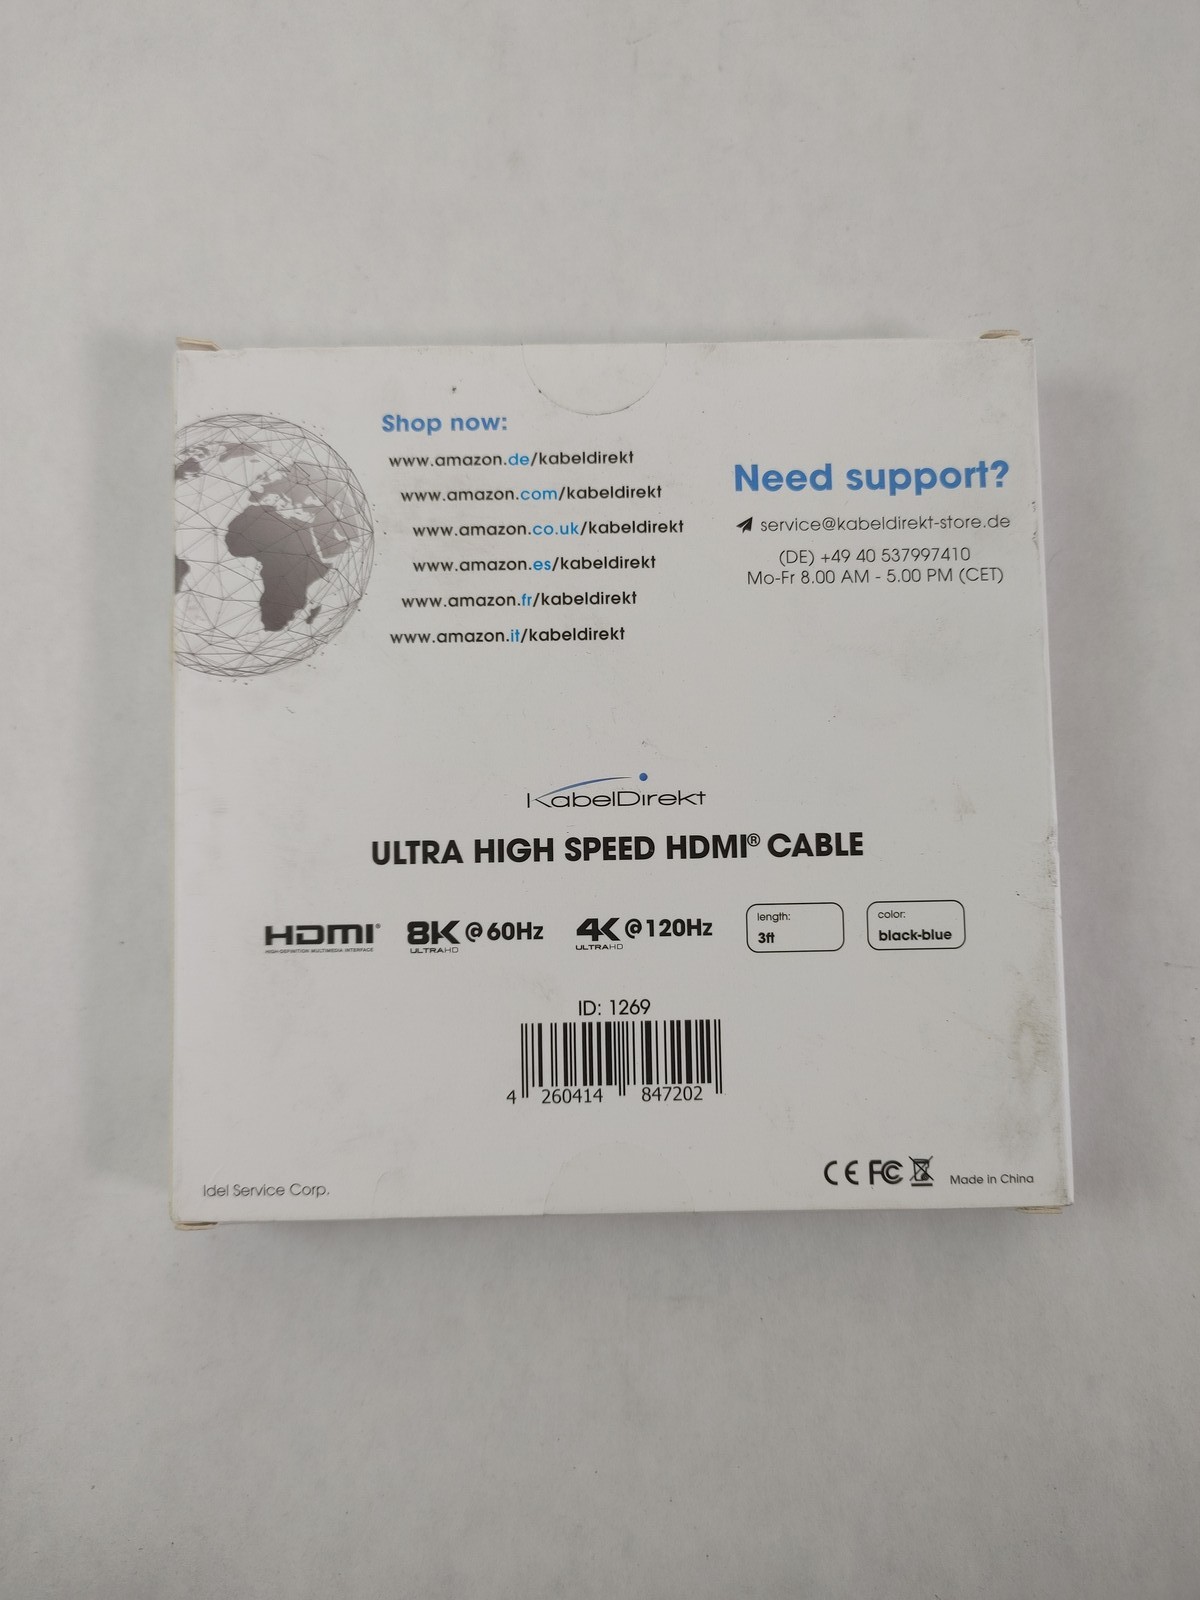 Shop now:
www.amazon.de/kabeldirekt
www.amazon.com/kabeldirekt
www.amazon.co.uk/kabeldirekt
www.amazon.es/kabeldirekt
www.amazon.fr/kabeldirekt
www.amazon.it/kabeldirekt
Need support?
service@kabeldirekt-store.de
(DE) +49 40 537997410
Mo-Fr 8.00 AM - 5.00 PM (CET)
KabelDirekt
ULTRA HIGH SPEED HDMI® CABLE
HDMI®
HIGH-DEFINITION MULTIMEDIA INTERFACE
8K @ 60Hz
ULTRAHD
4K @ 120Hz
ULTRAHD
length:
3ft
color:
black-blue
ID: 1269
4 260414 847202
Idel Service Corp.
CE FC Made in China